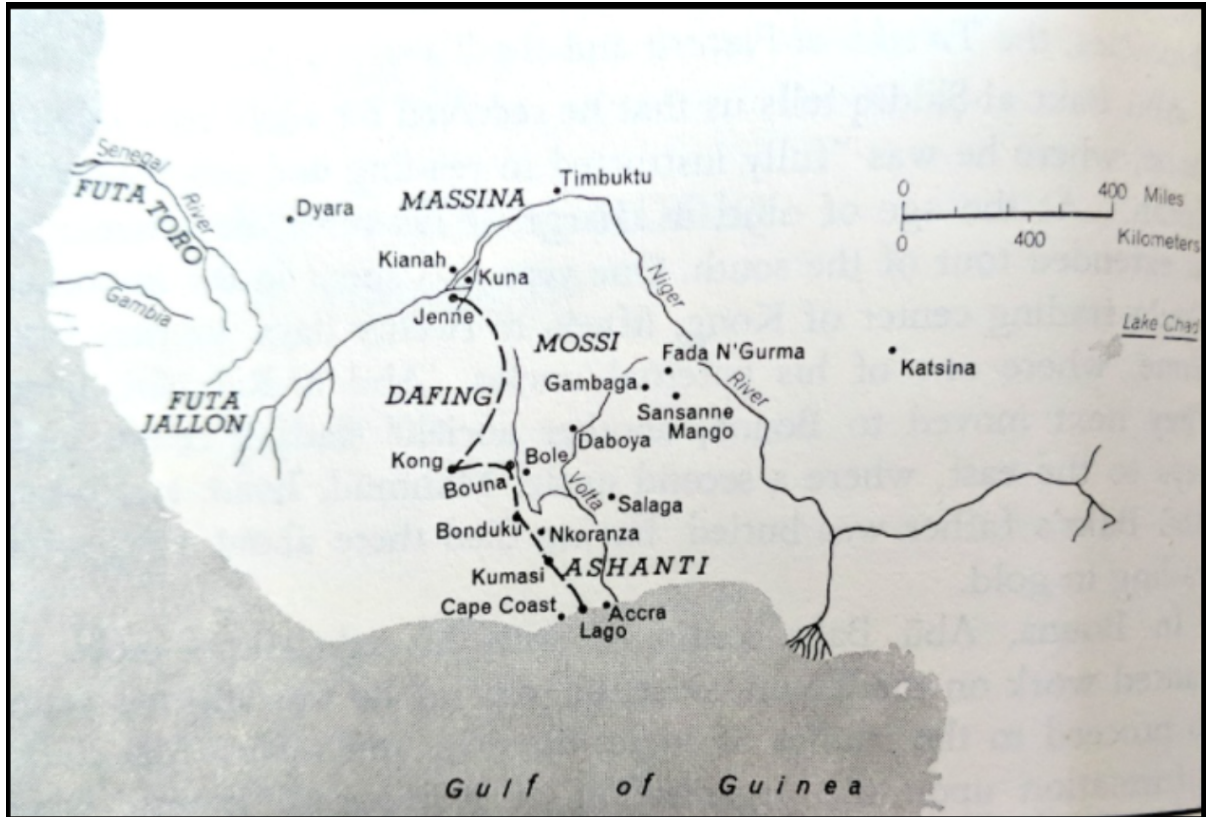 Senegal
River
FUTA TORO
Gambia
FUTA
JALLON
Dyara
MASSINA
Timbuktu
Kianah
Kuna
Jenne
Niger
River
MOSSI
DAFING
Fada N'Gurma
Gambaga
Sansanne
Mango
Daboya
Kong
Bole
Bouna
Volta
Salaga
Bonduku
Nkoranza
Kumasi
ASHANTI
Cape Coast
Accra
Lago
Katsina
Lake Chad
0 400 Miles
0 400 Kilometers
Gulf of Guinea